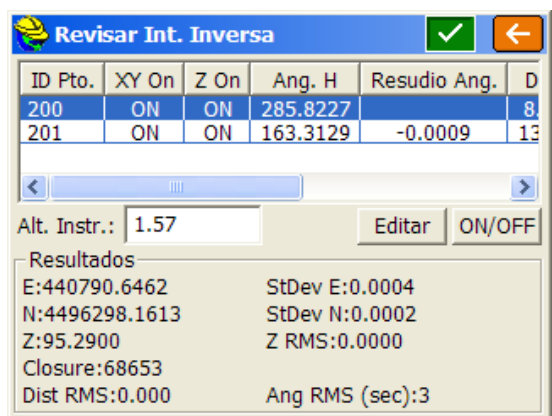 Revisar Int. Inversa
ID Pto. XY On Z On Ang. H Resudio Ang. D
200 ON ON 285.8227 8.
201 ON ON 163.3129 -0.0009 13
Alt. Instr.: 1.57 Editar ON/OFF
Resultados
E:440790.6462 StDev E:0.0004
N:4496298.1613 StDev N:0.0002
Z:95.2900 Z RMS:0.0000
Closure:68653
Dist RMS:0.000 Ang RMS (sec):3